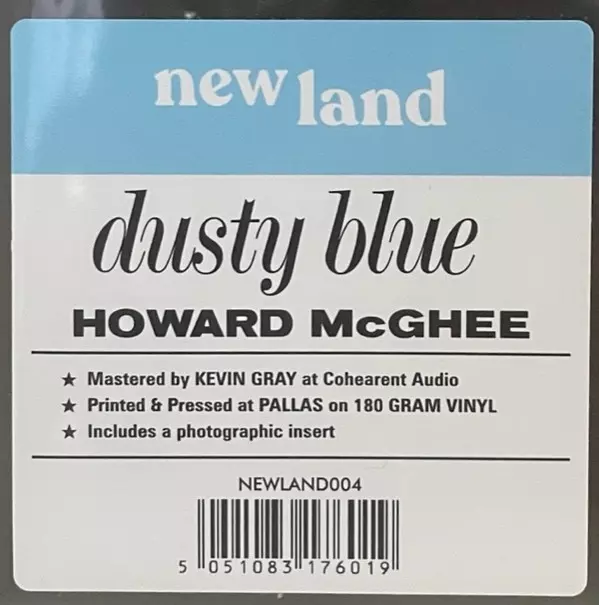 new land
dusty blue
HOWARD McGHEE
★ Mastered by KEVIN GRAY at Cohearent Audio
★ Printed & Pressed at PALLAS on 180 GRAM VINYL
★ Includes a photographic insert
NEWLAND004
5 051083 176019